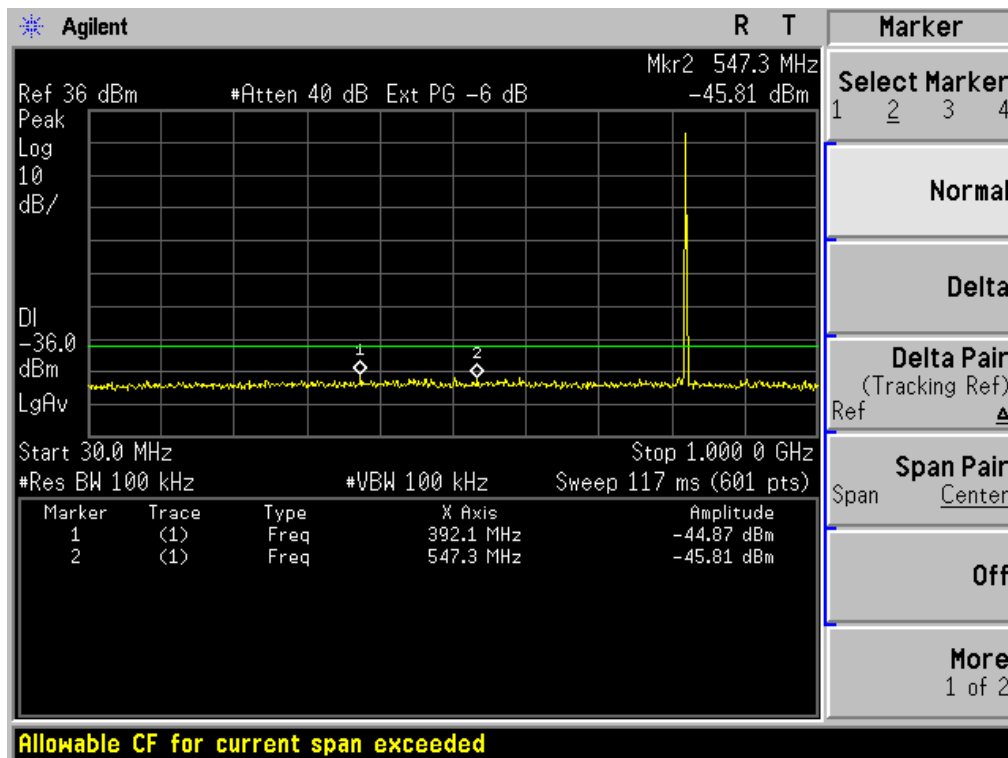 Agilent R T
Mkr2 547.3 MHz
Ref 36 dBm #Atten 40 dB Ext PG -6 dB -45.81 dBm
Peak
Log
10
dB/
DI
-36.0
dBm
LgAv
1
2
Start 30.0 MHz Stop 1.000 0 GHz
#Res BW 100 kHz #VBW 100 kHz Sweep 117 ms (601 pts)
Marker Trace Type X Axis Amplitude
1 (1) Freq 392.1 MHz -44.87 dBm
2 (1) Freq 547.3 MHz -45.81 dBm
Allowable CF for current span exceeded
Marker
Select Marker
1 2 3 4
Normal
Delta
Delta Pair
(Tracking Ref)
Ref Δ
Span Pair
Span Center
Off
More
1 of 2